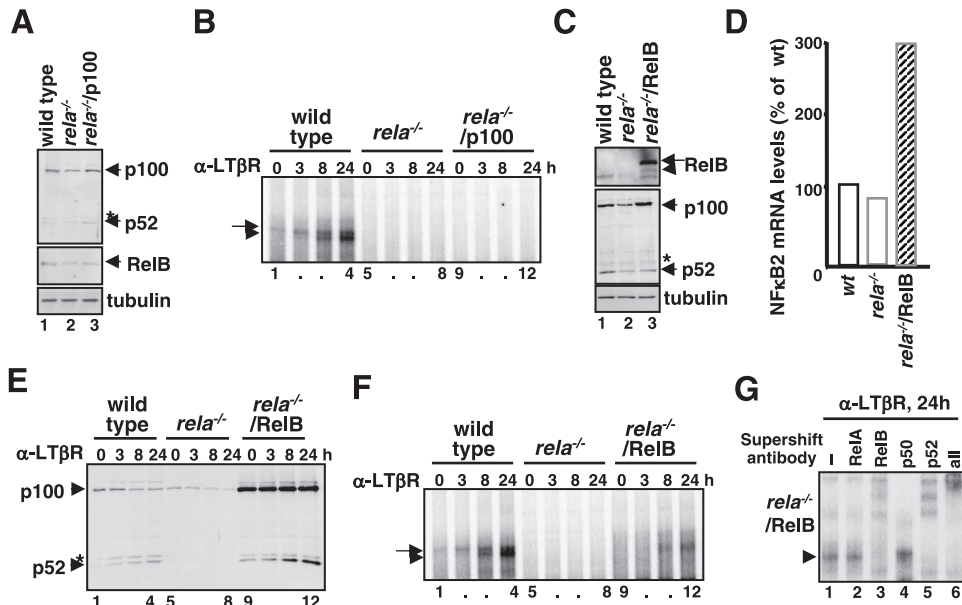 A
wild type
rela-/-
rela-/-/p100
p100
*
p52
RelB
tubulin
1 2 3
B
wild type
rela-/-
rela-/-/p100
α-LTβR
0 3 8 24
0 3 8 24
0 3 8 24 h
1 . . 4 5 . . 8 9 . . 12
C
wild type
rela-/-
rela-/-/RelB
RelB
p100
*
p52
tubulin
1 2 3
D
NFκB2 mRNA levels (% of wt)
300
200
100
0
wt
rela-/-
rela-/-/RelB
E
wild type
rela-/-
rela-/-/RelB
α-LTβR
0 3 8 24
0 3 8 24
0 3 8 24 h
p100
*
p52
1 4 5 8 9 12
F
wild type
rela-/-
rela-/-/RelB
α-LTβR
0 3 8 24
0 3 8 24
0 3 8 24 h
1 . . 4 5 . . 8 9 . . 12
G
α-LTβR, 24h
Supershift antibody
–
RelA
RelB
p50
p52
all
rela-/-/RelB
1 2 3 4 5 6